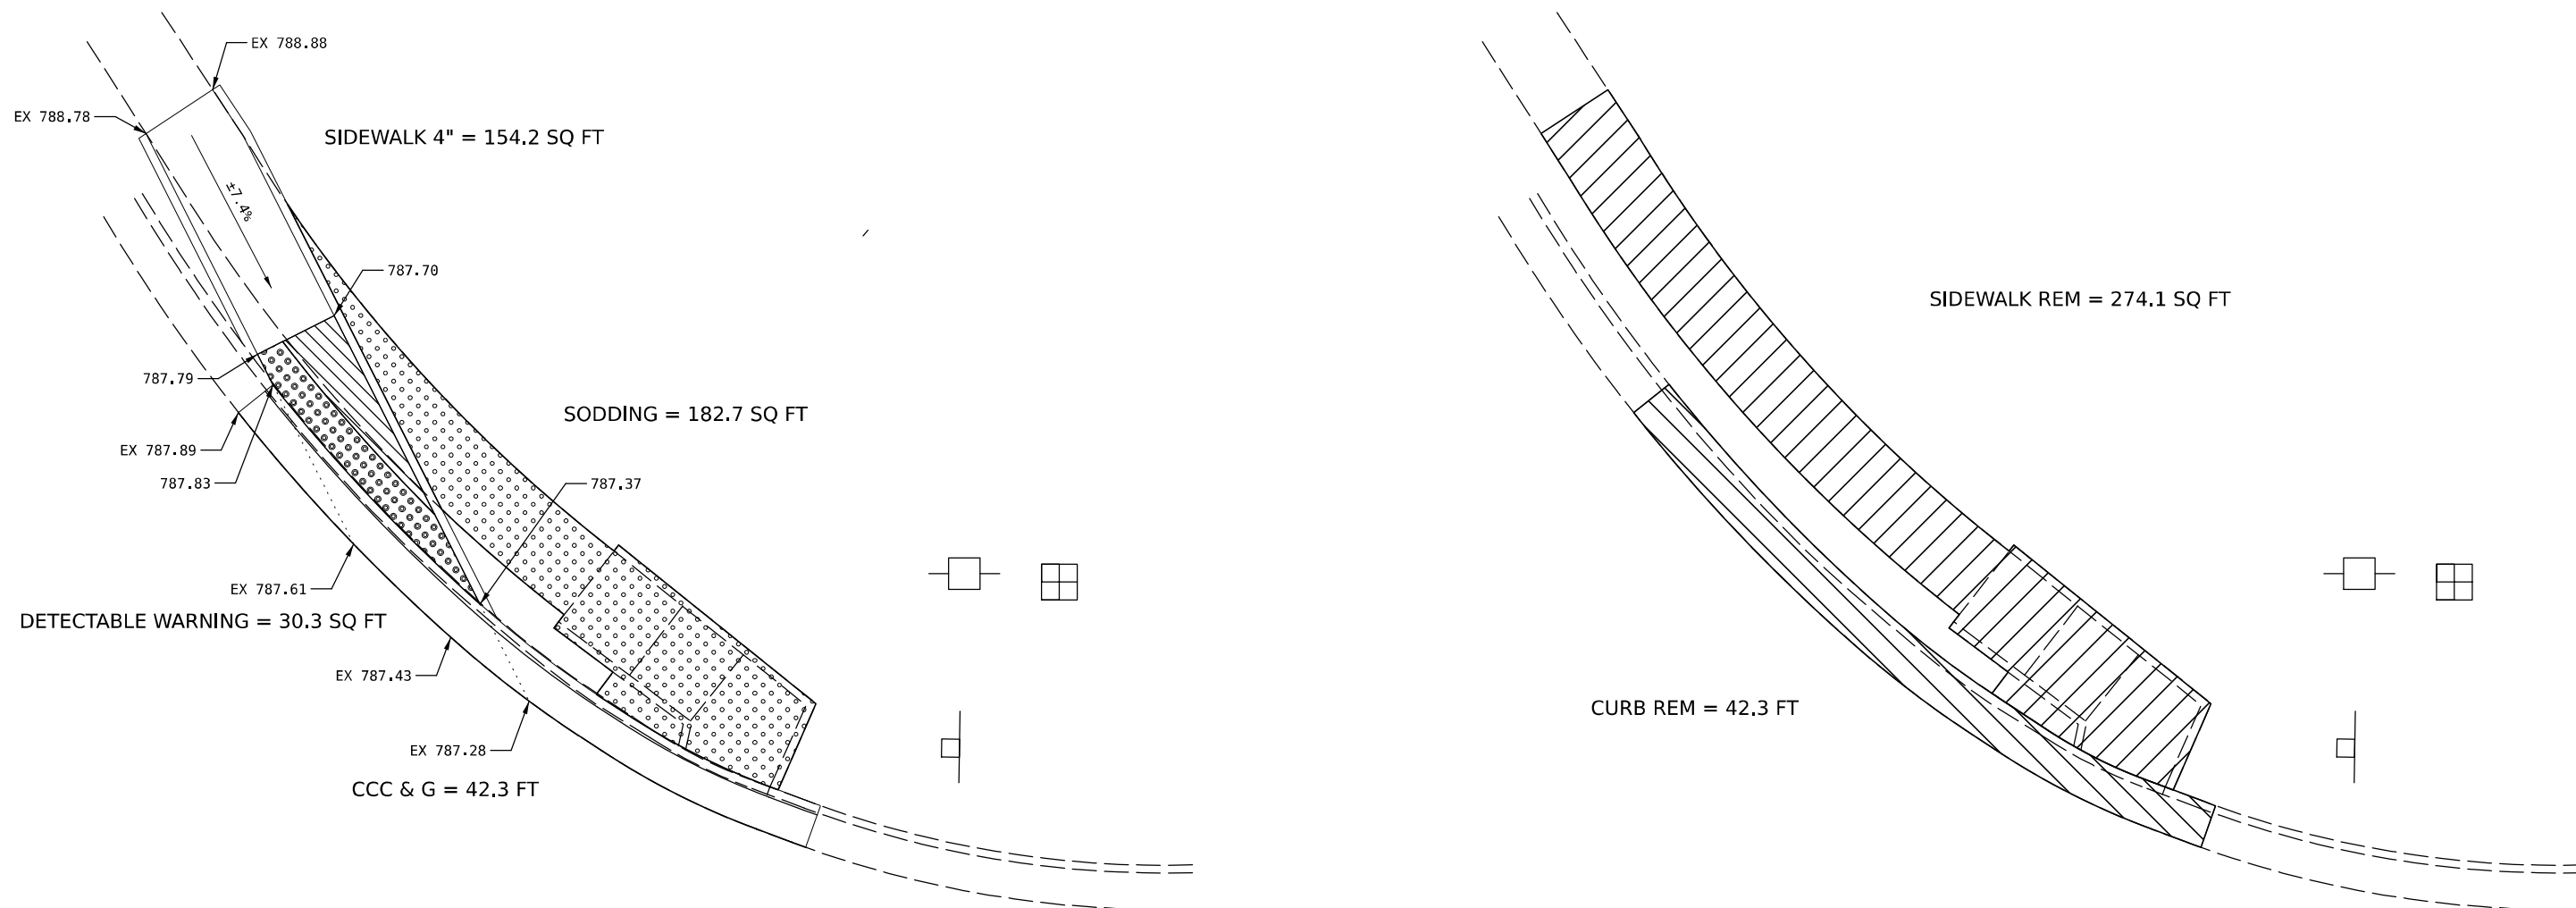 EX 788.88
EX 788.78
SIDEWALK 4" = 154.2 SQ FT
±7.4%
787.70
787.79
SODDING = 182.7 SQ FT
EX 787.89
787.83
787.37
EX 787.61
DETECTABLE WARNING = 30.3 SQ FT
EX 787.43
EX 787.28
CCC & G = 42.3 FT
SIDEWALK REM = 274.1 SQ FT
CURB REM = 42.3 FT